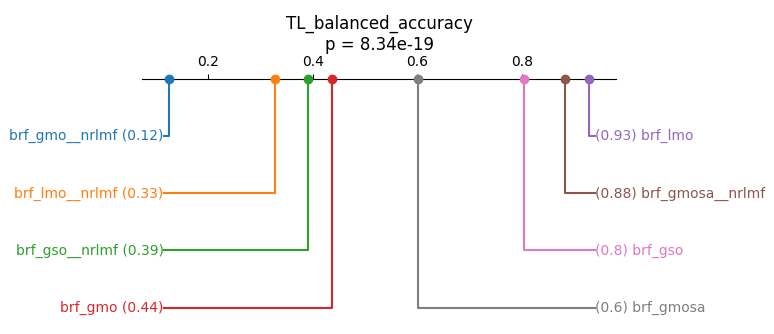 TL_balanced_accuracy
p = 8.34e-19
0.2 0.4 0.6 0.8
brf_gmo__nrlmf (0.12)
(0.93) brf_lmo
brf_lmo__nrlmf (0.33)
(0.88) brf_gmosa__nrlmf
brf_gso__nrlmf (0.39)
(0.8) brf_gso
brf_gmo (0.44)
(0.6) brf_gmosa